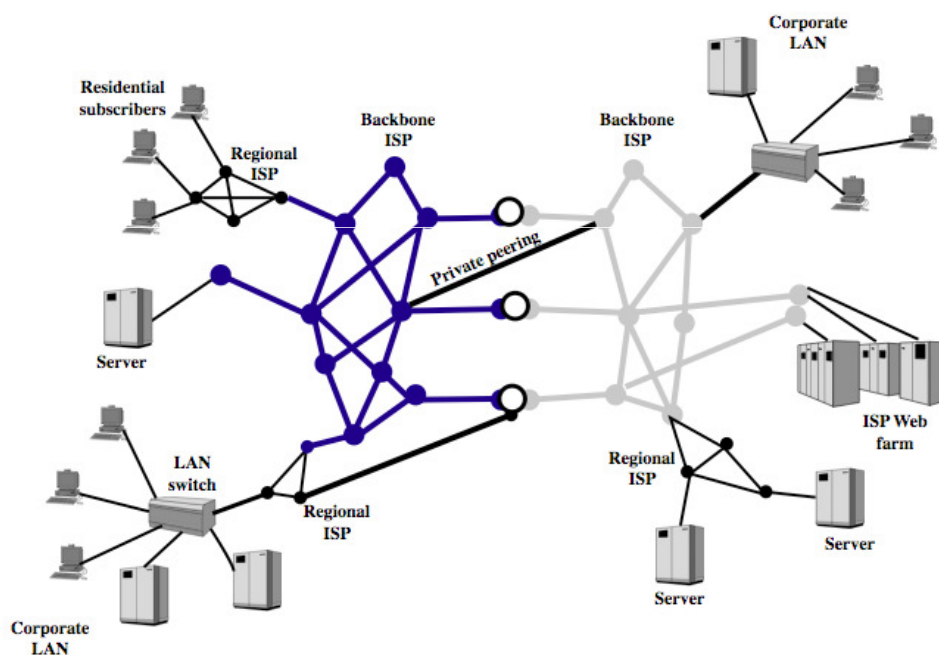 Corporate
LAN
Residential
subscribers
Backbone
ISP
Backbone
ISP
Regional
ISP
Private peering
Server
ISP Web
farm
LAN
switch
Regional
ISP
Regional
ISP
Server
Server
Corporate
LAN